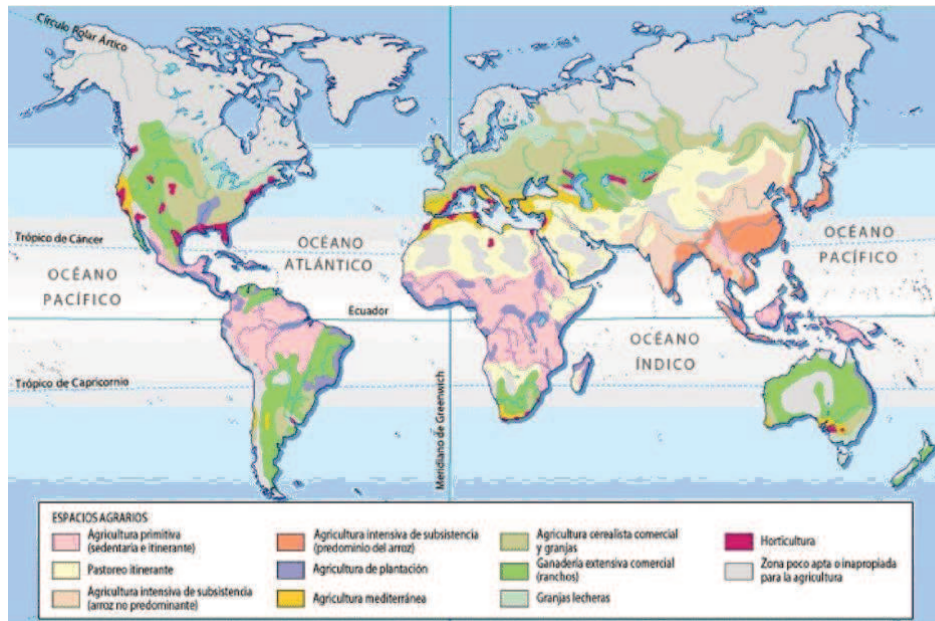 Círculo Polar Ártico
Trópico de Cáncer
OCÉANO
PACÍFICO
OCÉANO
ATLÁNTICO
OCÉANO
PACÍFICO
Ecuador
OCÉANO
ÍNDICO
Trópico de Capricornio
Meridiano de Greenwich
ESPACIOS AGRARIOS
Agricultura primitiva
(sedentaria e itinerante)
Pastoreo itinerante
Agricultura intensiva de subsistencia
(arroz no predominante)
Agricultura intensiva de subsistencia
(predominio del arroz)
Agricultura de plantación
Agricultura mediterránea
Agricultura cerealista comercial
y granjas
Ganadería extensiva comercial
(ranchos)
Granjas lecheras
Horticultura
Zona poco apta o inapropiada
para la agricultura